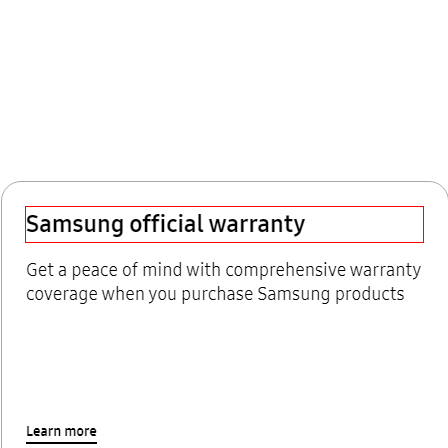 Samsung official warranty
Get a peace of mind with comprehensive warranty
coverage when you purchase Samsung products
Learn more